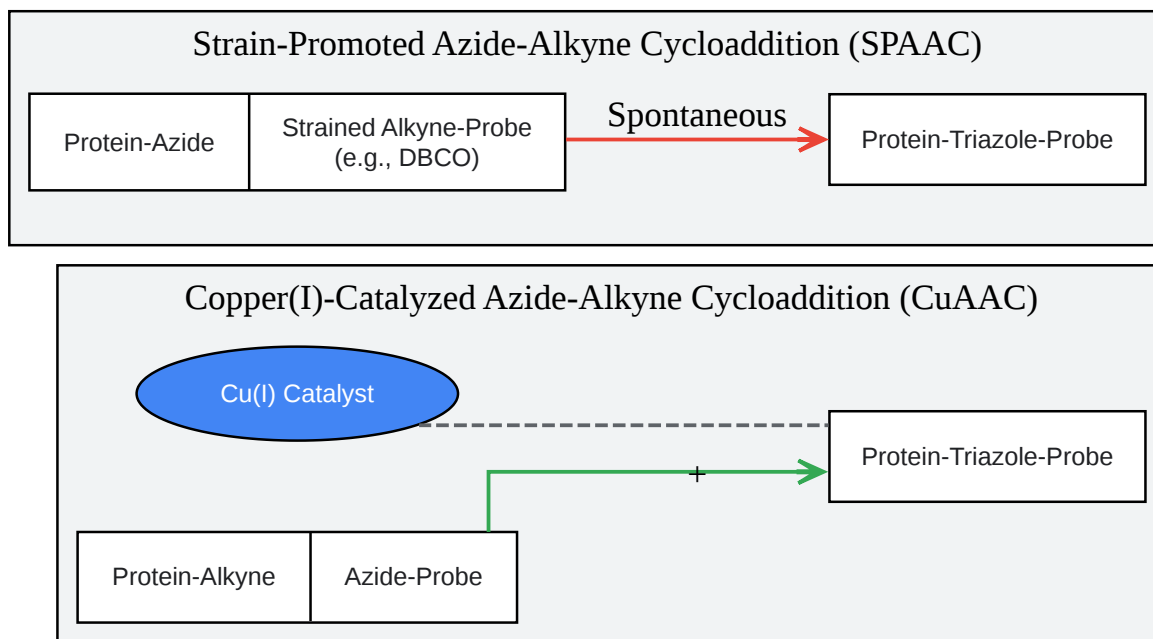 Strain-Promoted Azide-Alkyne Cycloaddition (SPAAC)
Protein-Azide
Strained Alkyne-Probe
(e.g., DBCO)
Spontaneous
Protein-Triazole-Probe
Copper(I)-Catalyzed Azide-Alkyne Cycloaddition (CuAAC)
Cu(I) Catalyst
Protein-Triazole-Probe
+
Protein-Alkyne
Azide-Probe